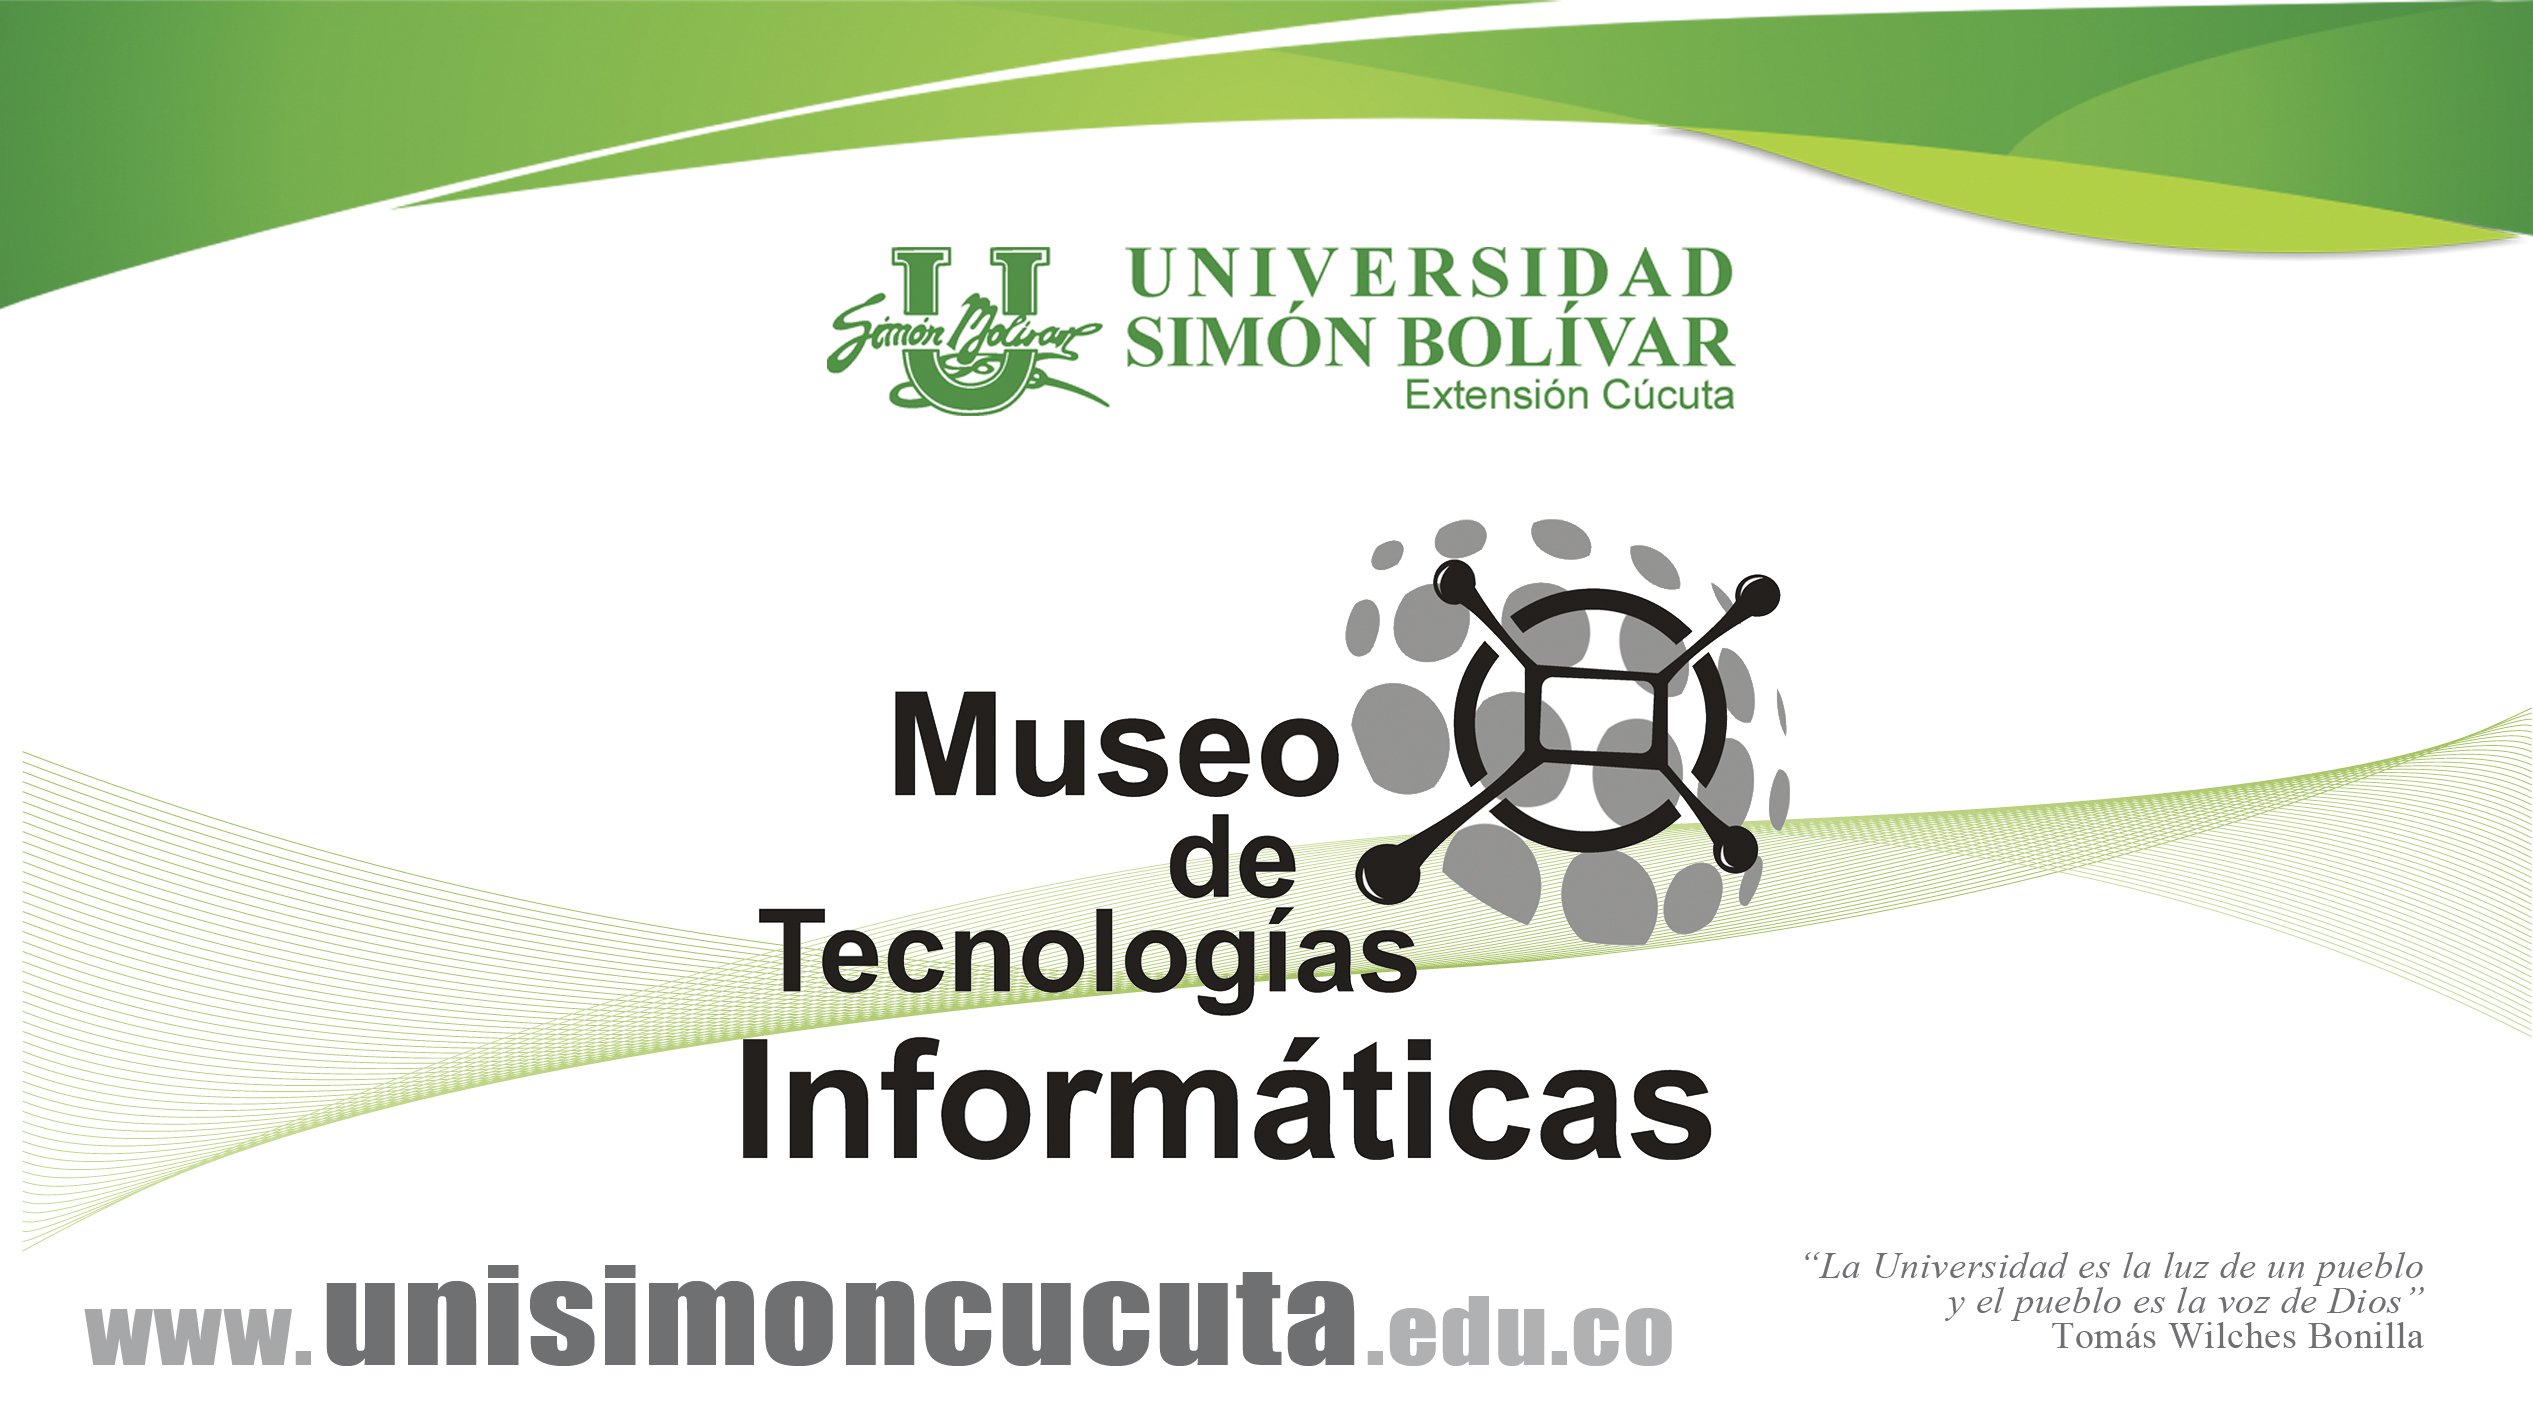 Simón Bolívar
UNIVERSIDAD
SIMÓN BOLÍVAR
Extensión Cúcuta
Museo
de
Tecnologías
Informáticas
www.unisimoncucuta.edu.co
“La Universidad es la luz de un pueblo
y el pueblo es la voz de Dios”
Tomás Wilches Bonilla